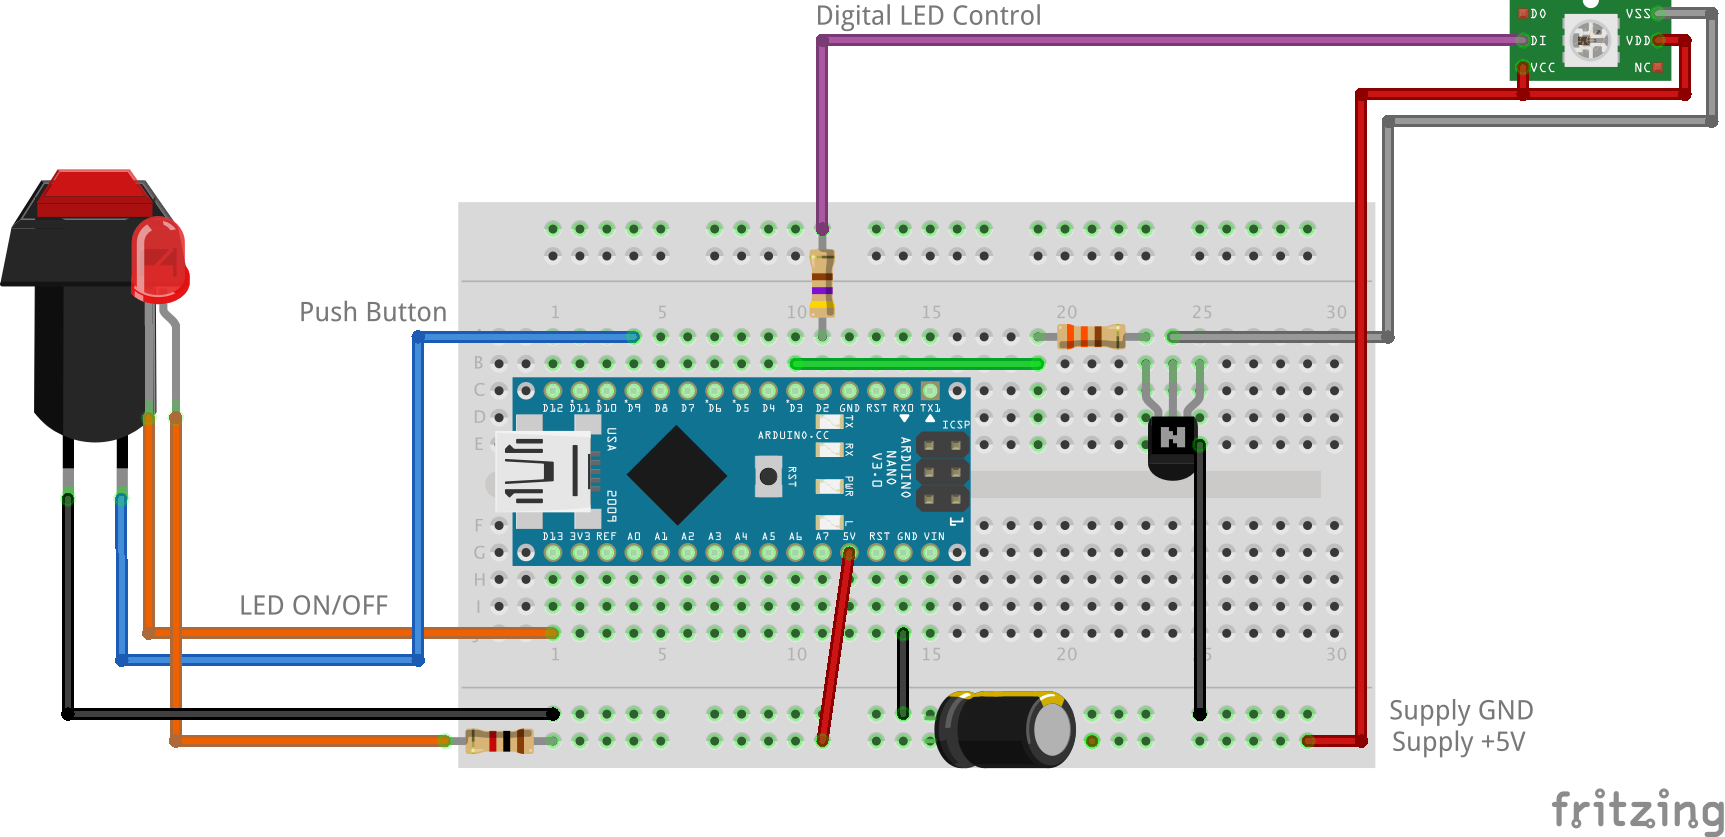 Digital LED Control
D0 VSS
DI VDD
VCC NC
Push Button
1 5 10 15 20 25 30
A
B
C
D12 D11 D10 D9 D8 D7 D6 D5 D4 D3 D2 GND RST RX0 TX1
D
E
ICSP
ARDUINO.CC
USA
TX
RX
RST
PWR
L
ARDUINO
NANO
V3.0
N
2009
1
F
D13 3V3 REF A0 A1 A2 A3 A4 A5 A6 A7 5V RST GND VIN
G
H
I
J
LED ON/OFF
1 5 10 15 20 25 30
Supply GND
Supply +5V
fritzing